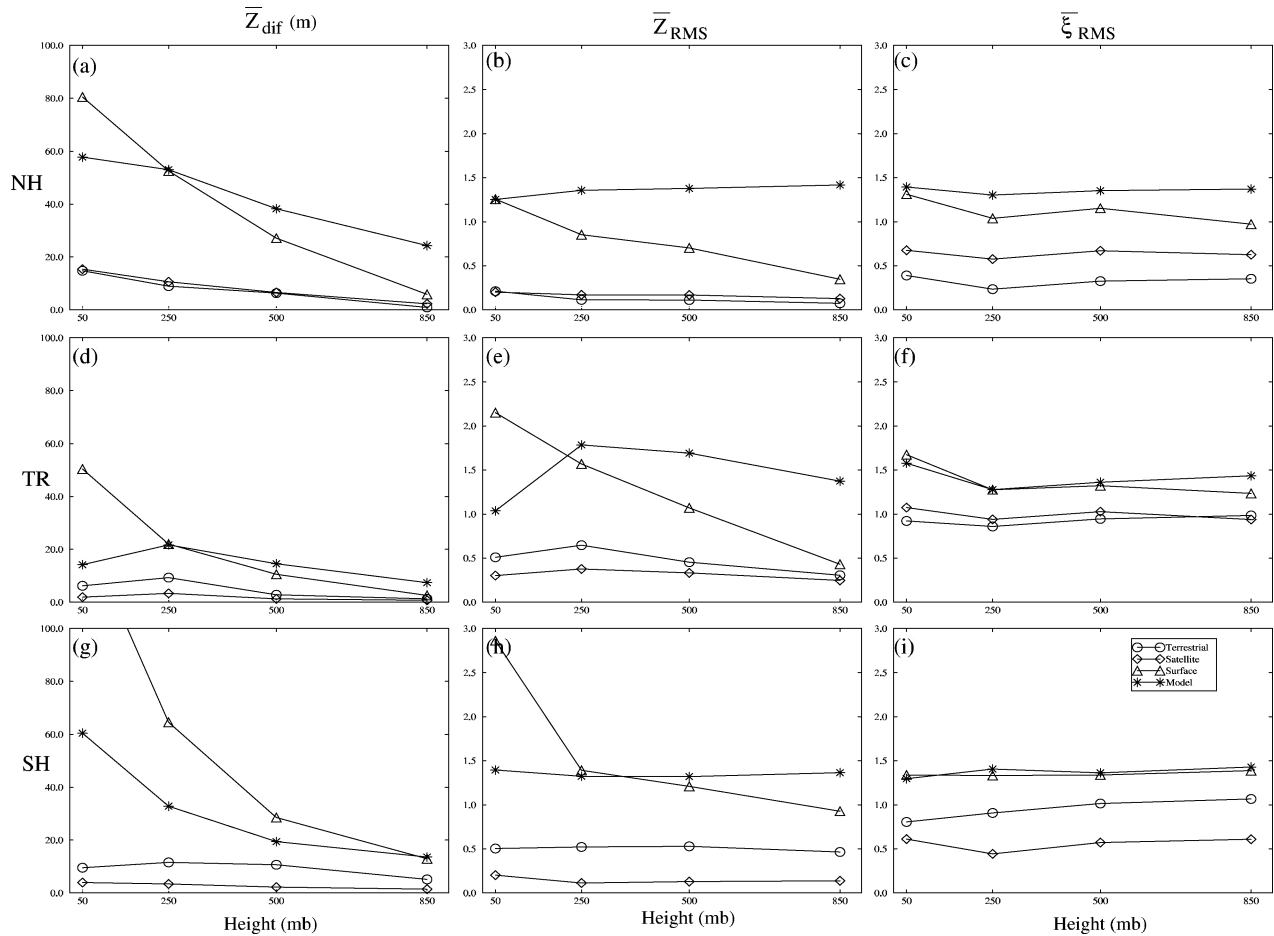 Z dif (m)
Z RMS
ξ RMS
NH
(a)
100.0
80.0
60.0
40.0
20.0
0.0
50 250 500 850
(b)
3.0
2.5
2.0
1.5
1.0
0.5
0.0
50 250 500 850
(c)
3.0
2.5
2.0
1.5
1.0
0.5
0.0
50 250 500 850
TR
(d)
100.0
80.0
60.0
40.0
20.0
0.0
50 250 500 850
(e)
3.0
2.5
2.0
1.5
1.0
0.5
0.0
50 250 500 850
(f)
3.0
2.5
2.0
1.5
1.0
0.5
0.0
50 250 500 850
SH
(g)
100.0
80.0
60.0
40.0
20.0
0.0
50 250 500 850
Height (mb)
(h)
3.0
2.5
2.0
1.5
1.0
0.5
0.0
50 250 500 850
Height (mb)
(i)
3.0
2.5
2.0
1.5
1.0
0.5
0.0
50 250 500 850
Height (mb)
Terrestrial
Satellite
Surface
Model